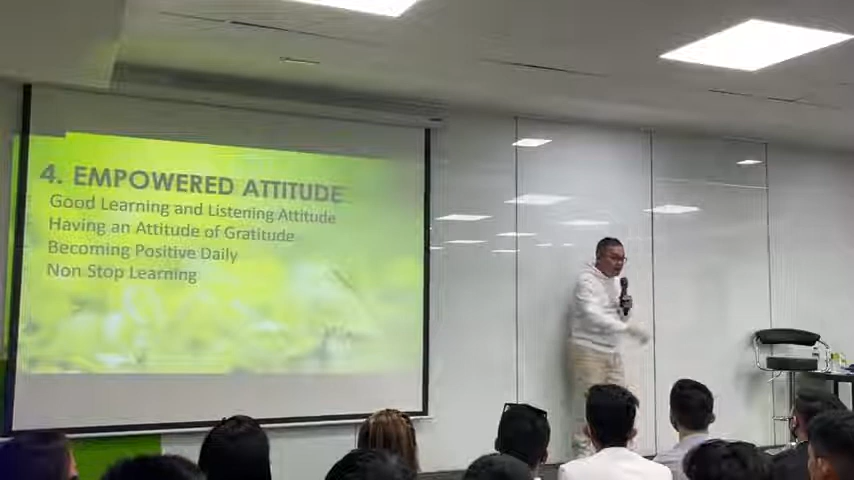 4. EMPOWERED ATTITUDE
Good Learning and Listening Attitude
Having an Attitude of Gratitude
Becoming Positive Daily
Non Stop Learning